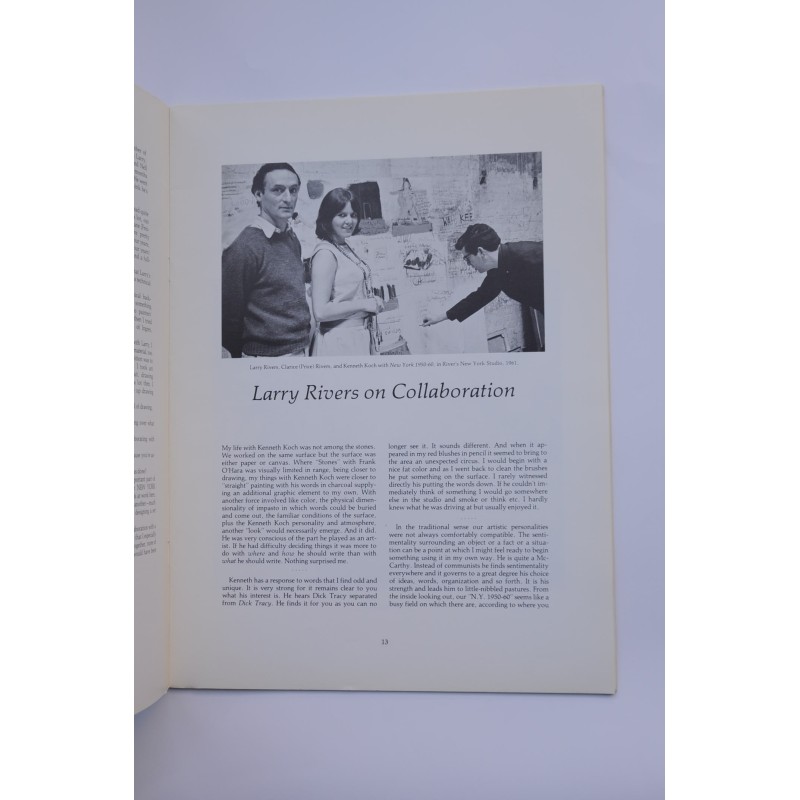 Larry Rivers, Clarice (Price) Rivers, and Kenneth Koch with New York 1950-60, in River's New York Studio, 1961.
Larry Rivers on Collaboration
My life with Kenneth Koch was not among the stones.
We worked on the same surface but the surface was
either paper or canvas. Where "Stones" with Frank
O'Hara was visually limited in range, being closer to
drawing, my things with Kenneth Koch were closer to
"straight" painting with his words in charcoal supply-
ing an additional graphic element to my own. With
another force involved like color, the physical dimen-
sionality of impasto in which words could be buried
and come out, the familiar conditions of the surface,
plus the Kenneth Koch personality and atmosphere,
another "look" would necessarily emerge. And it did.
He was very conscious of the part he played as an art-
ist. If he had difficulty deciding things it was more to
do with where and how he should write than with
what he should write. Nothing surprised me.
Kenneth has a response to words that I find odd and
unique. It is very strong for it remains clear to you
what his interest is. He hears Dick Tracy separated
from Dick Tracy. He finds it for you as you can no
longer see it. It sounds different. And when it ap-
peared in my red blushes in pencil it seemed to bring to
the area an unexpected circus. I would begin with a
nice fat color and as I went back to clean the brushes
he put something on the surface. I rarely witnessed
directly his putting the words down. If he couldn't im-
mediately think of something I would go somewhere
else in the studio and smoke or think etc. I hardly
knew what he was driving at but usually enjoyed it.
In the traditional sense our artistic personalities
were not always comfortably compatible. The senti-
mentality surrounding an object or a fact or a situa-
tion can be a point at which I might feel ready to begin
something using it in my own way. He is quite a Mc-
Carthy. Instead of communists he finds sentimentality
everywhere and it governs to a great degree his choice
of ideas, words, organization and so forth. It is his
strength and leads him to little-nibbled pastures. From
the inside looking out, our "N.Y. 1950-60" seems like a
busy field on which there are, according to where you
13